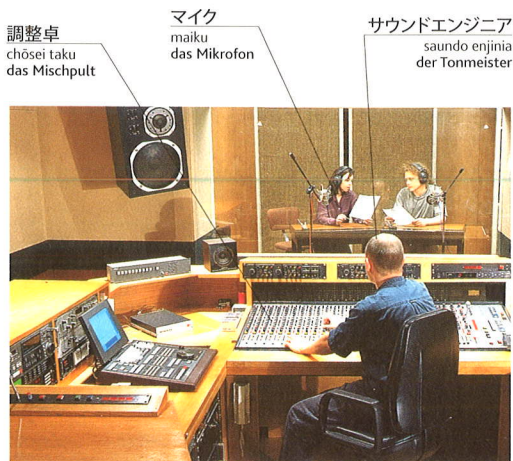 調整卓
chōsei taku
das Mischpult
マイク
maiku
das Mikrofon
サウンドエンジニア
saundo enjinia
der Tonmeister